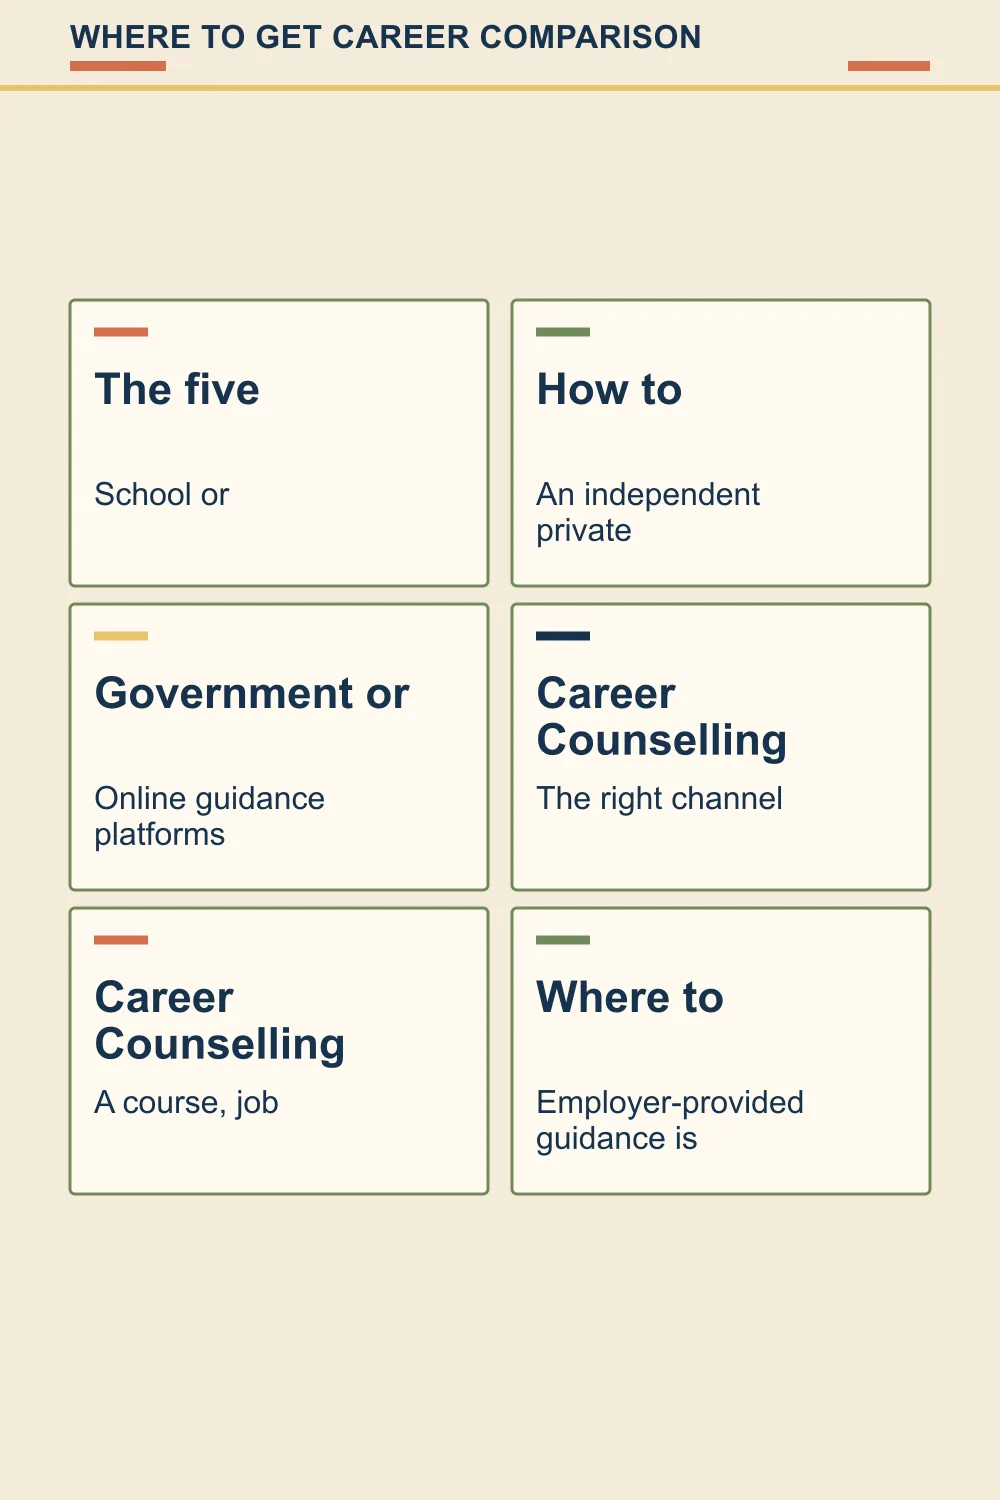 WHERE TO GET CAREER COMPARISON
The five
School or
How to
An independent
private
Government or
Online guidance
platforms
Career
Counselling
The right channel
Career
Counselling
A course, job
Where to
Employer-provided
guidance is